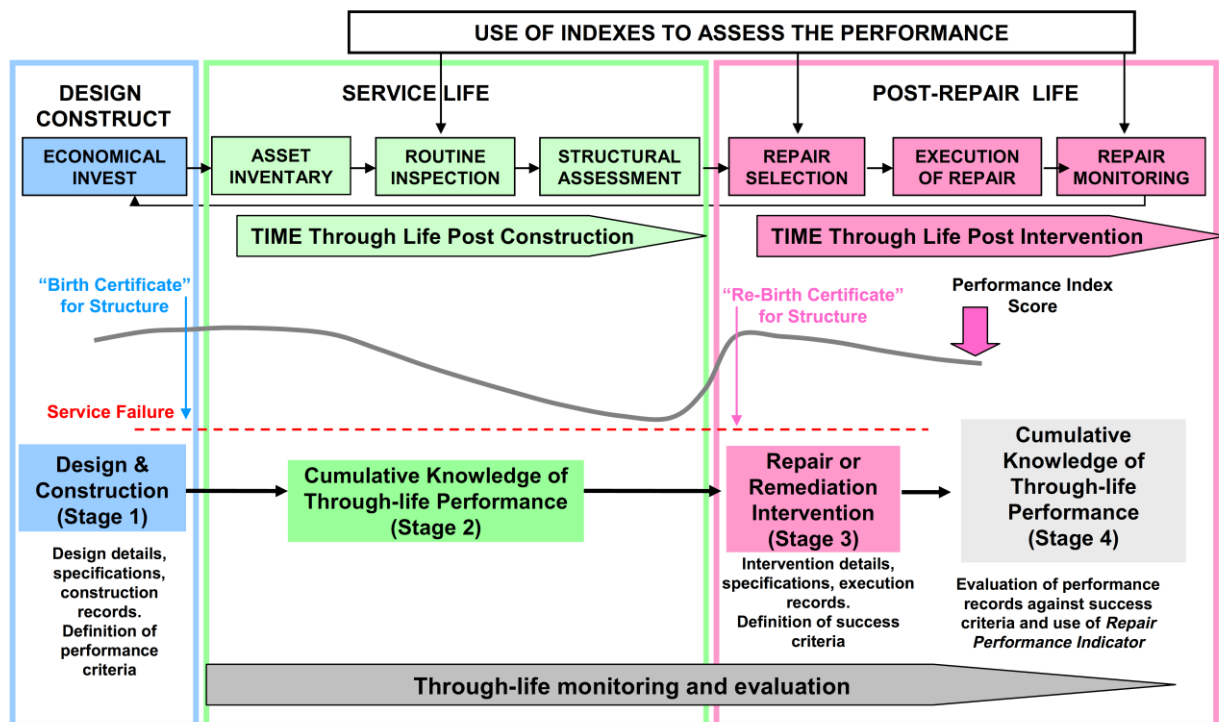 USE OF INDEXES TO ASSESS THE PERFORMANCE
DESIGN
CONSTRUCT
SERVICE LIFE
POST-REPAIR LIFE
ECONOMICAL
INVEST
ASSET
INVENTORY
ROUTINE
INSPECTION
STRUCTURAL
ASSESSMENT
REPAIR
SELECTION
EXECUTION
OF REPAIR
REPAIR
MONITORING
TIME Through Life Post Construction
TIME Through Life Post Intervention
“Birth Certificate”
for Structure
“Re-Birth Certificate”
for Structure
Performance Index
Score
Service Failure
Design &
Construction
(Stage 1)
Cumulative Knowledge of
Through-life Performance
(Stage 2)
Repair or
Remediation
Intervention
(Stage 3)
Cumulative
Knowledge of
Through-life
Performance
(Stage 4)
Design details,
specifications,
construction
records.
Definition of
performance
criteria
Intervention details,
specifications, execution
records.
Definition of success
criteria
Evaluation of performance
records against success
criteria and use of Repair
Performance Indicator
Through-life monitoring and evaluation